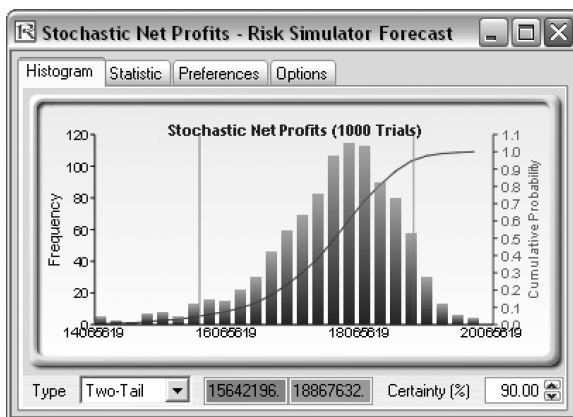 Stochastic Net Profits - Risk Simulator Forecast
Histogram Statistic Preferences Options
Stochastic Net Profits (1000 Trials)
Frequency
120
100
80
60
40
20
0
14065619 16065619 18065619 20065619
1.1
1.0
0.9
0.8
0.7
0.6
0.5
0.4
0.3
0.2
0.1
0.0
Cumulative Probability
Type Two-Tail 15642196. 18867632. Certainty (%) 90.00